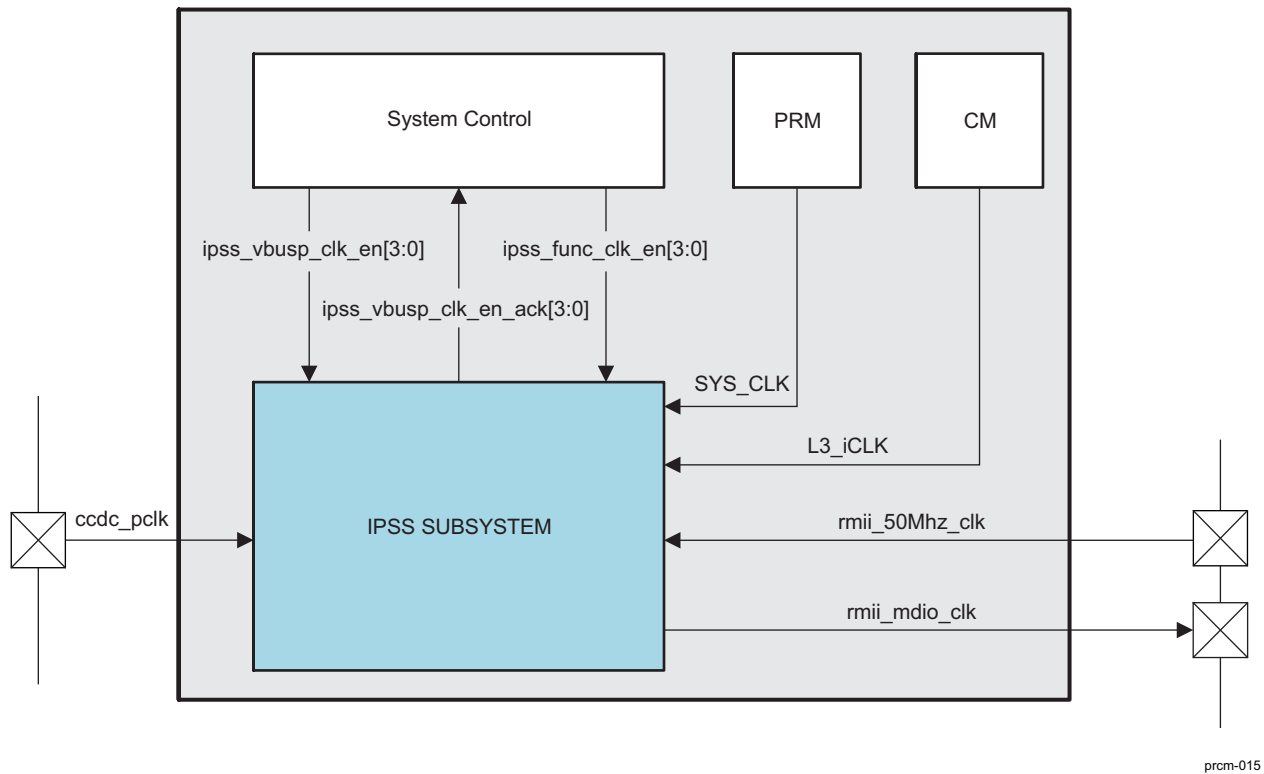 System Control
PRM
CM
ipss_vbusp_clk_en[3:0]
ipss_func_clk_en[3:0]
ipss_vbusp_clk_en_ack[3:0]
SYS_CLK
L3_iCLK
ccdc_pclk
IPSS SUBSYSTEM
rmii_50Mhz_clk
rmii_mdio_clk
prcm-015